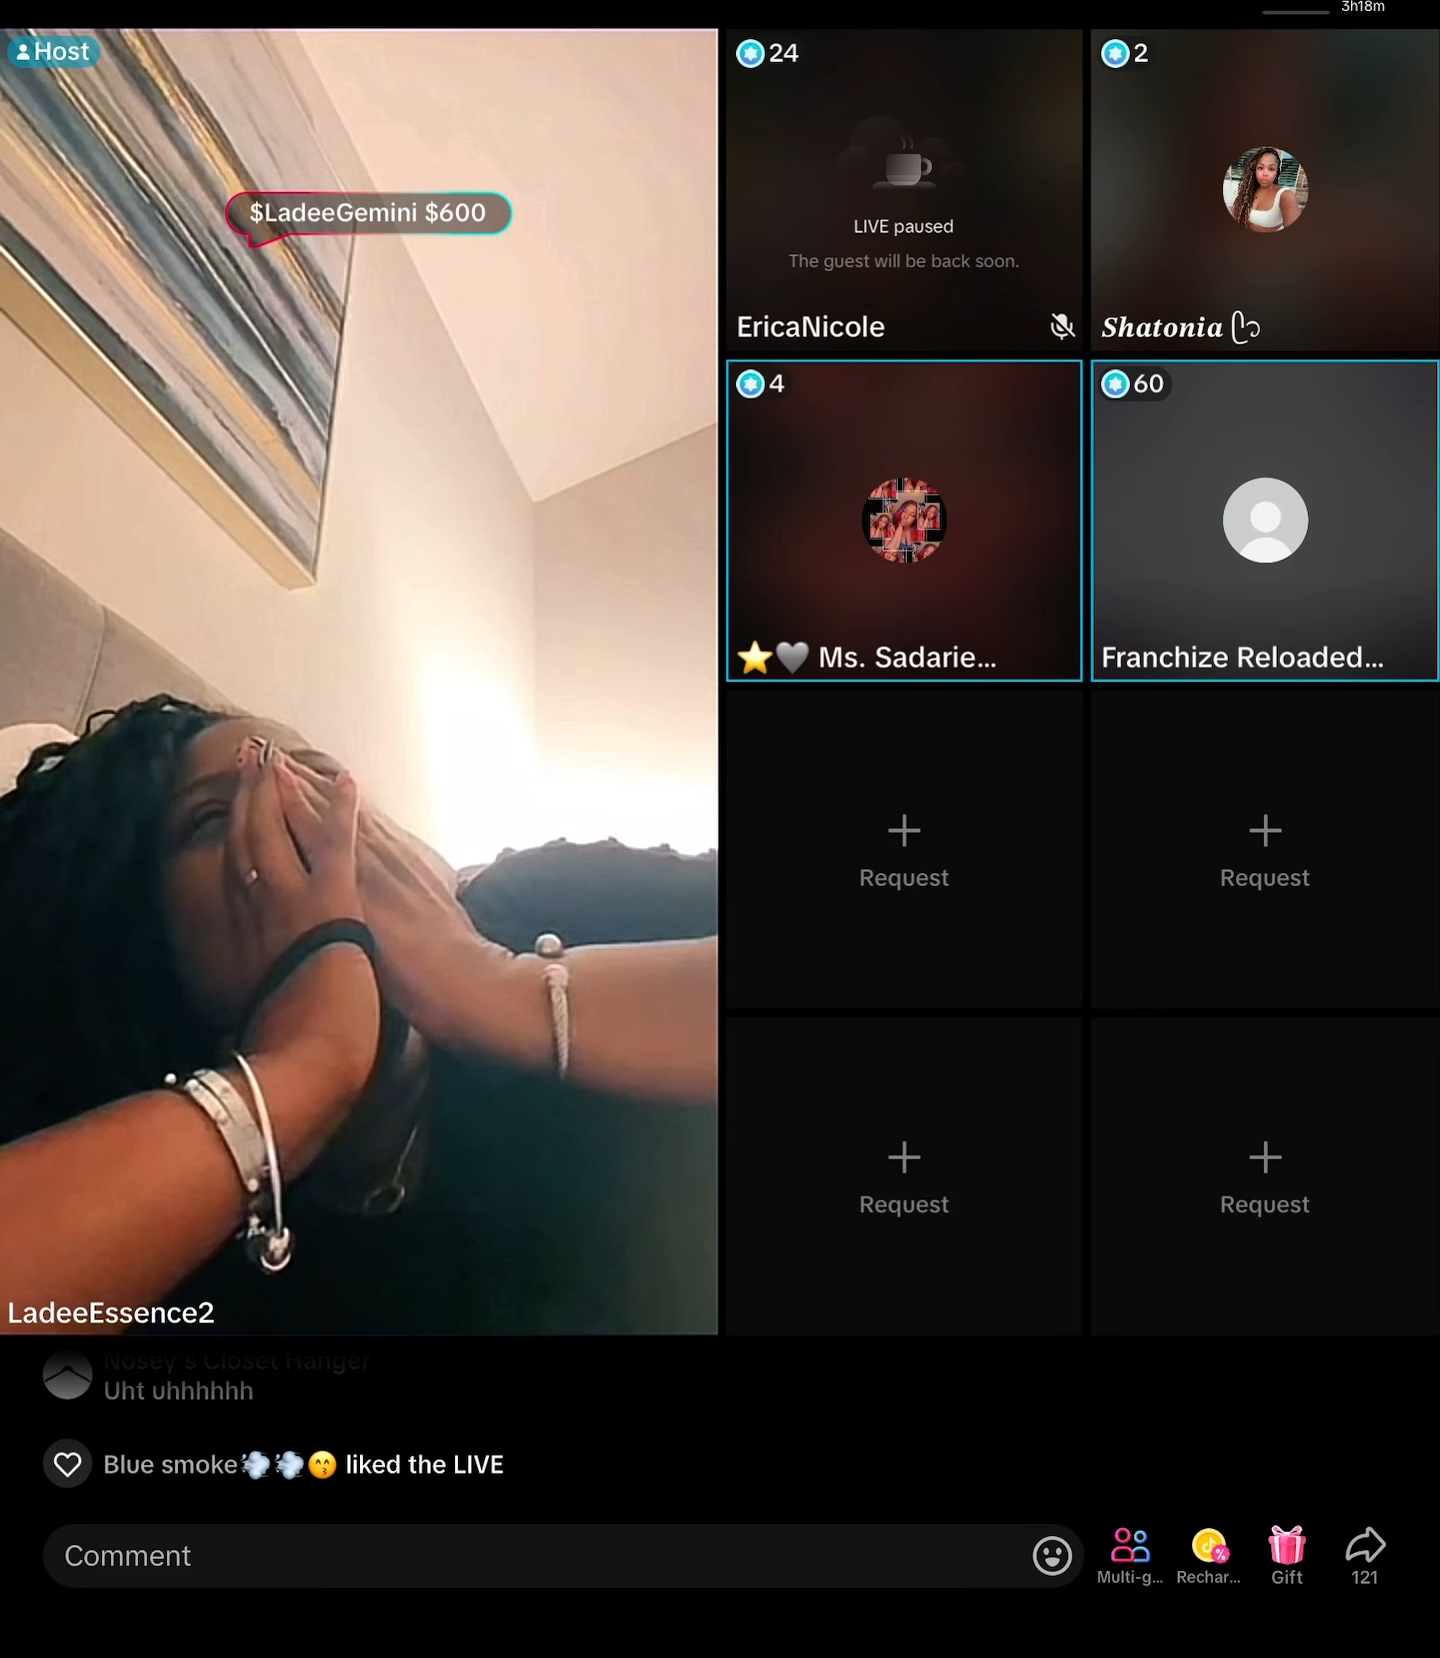 3h18m
Host
$LadeeGemini $600
LadeeEssence2
24
LIVE paused
The guest will be back soon.
EricaNicole
2
Shatonia
4
⭐🩶 Ms. Sadarie...
60
Franchize Reloaded...
Request
Request
Request
Request
Nosey's Closet Hanger
Uht uhhhhhh
Blue smoke💨💨😙 liked the LIVE
Comment
Multi-g...
Rechar...
Gift
121